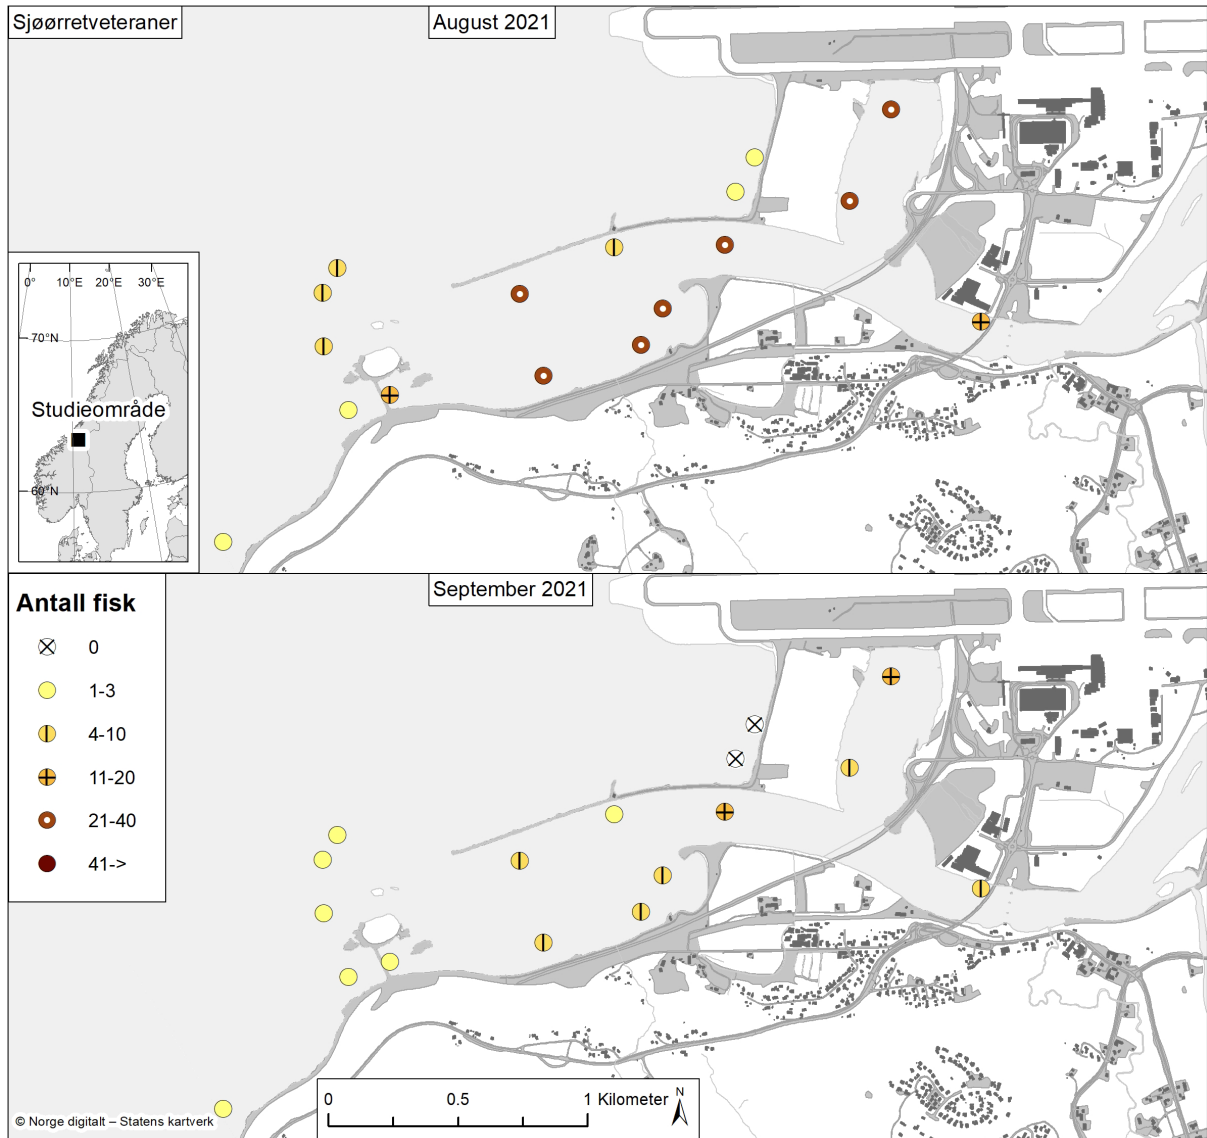 Sjøørretveteraner
August 2021
0° 10°E 20°E 30°E
70°N
Studieområde
60°N
September 2021
Antall fisk
0
1-3
4-10
11-20
21-40
41->
0 0.5 1 Kilometer
N
© Norge digitalt – Statens kartverk